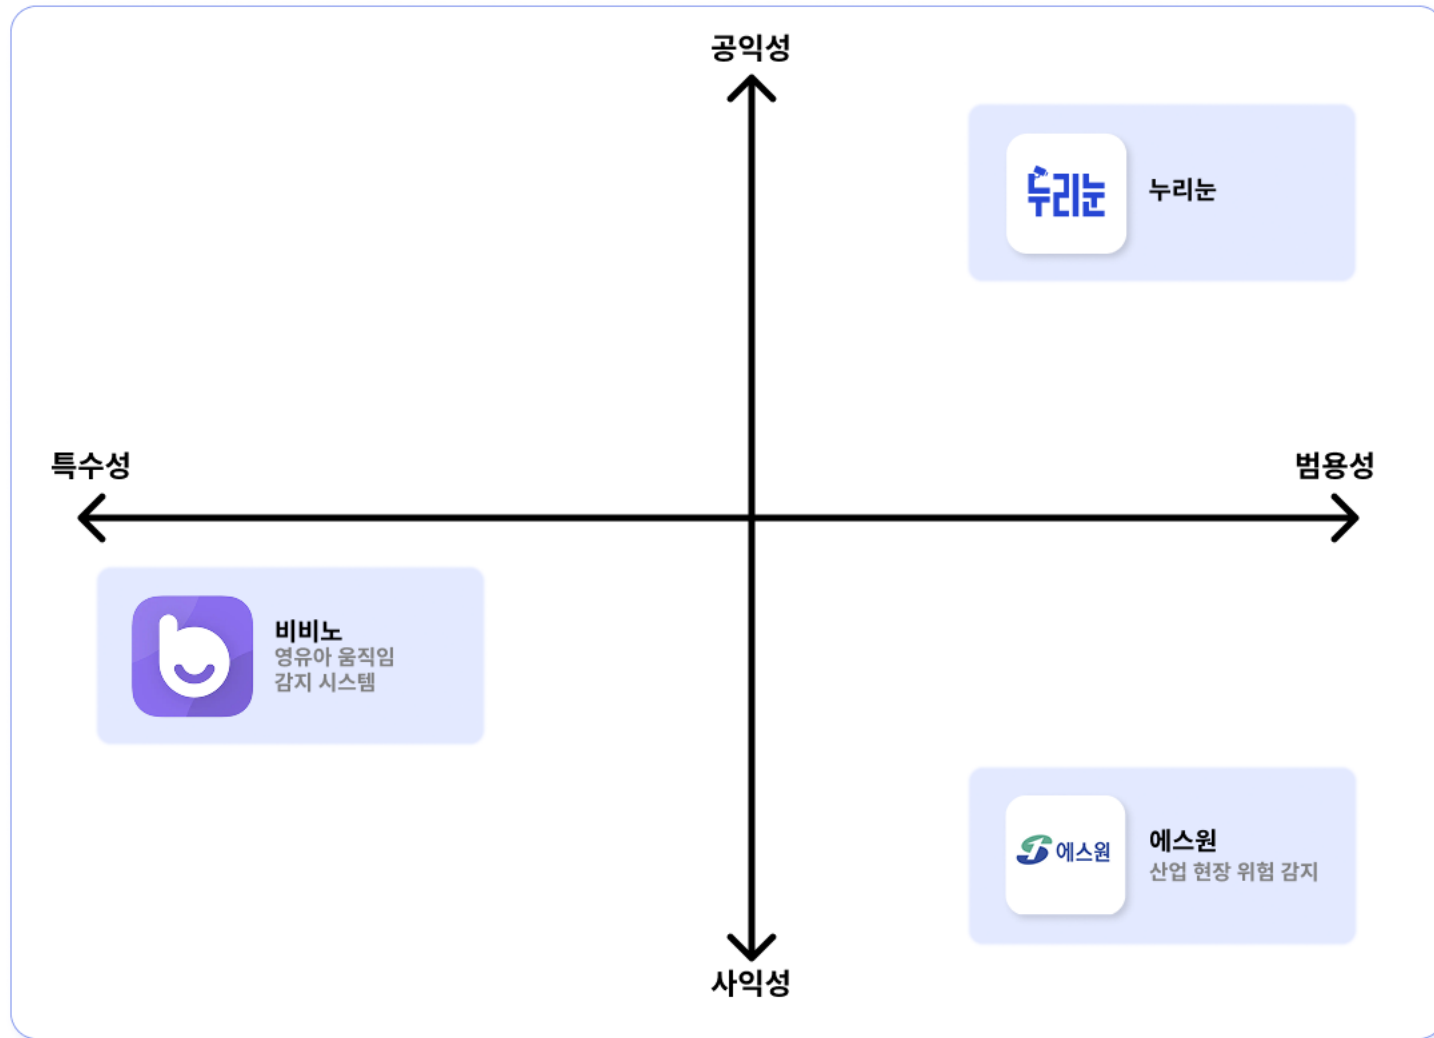 공익성
누리눈
누리눈
특수성
범용성
비비노
영유아 움직임
감지 시스템
에스원
에스원
산업 현장 위험 감지
사익성